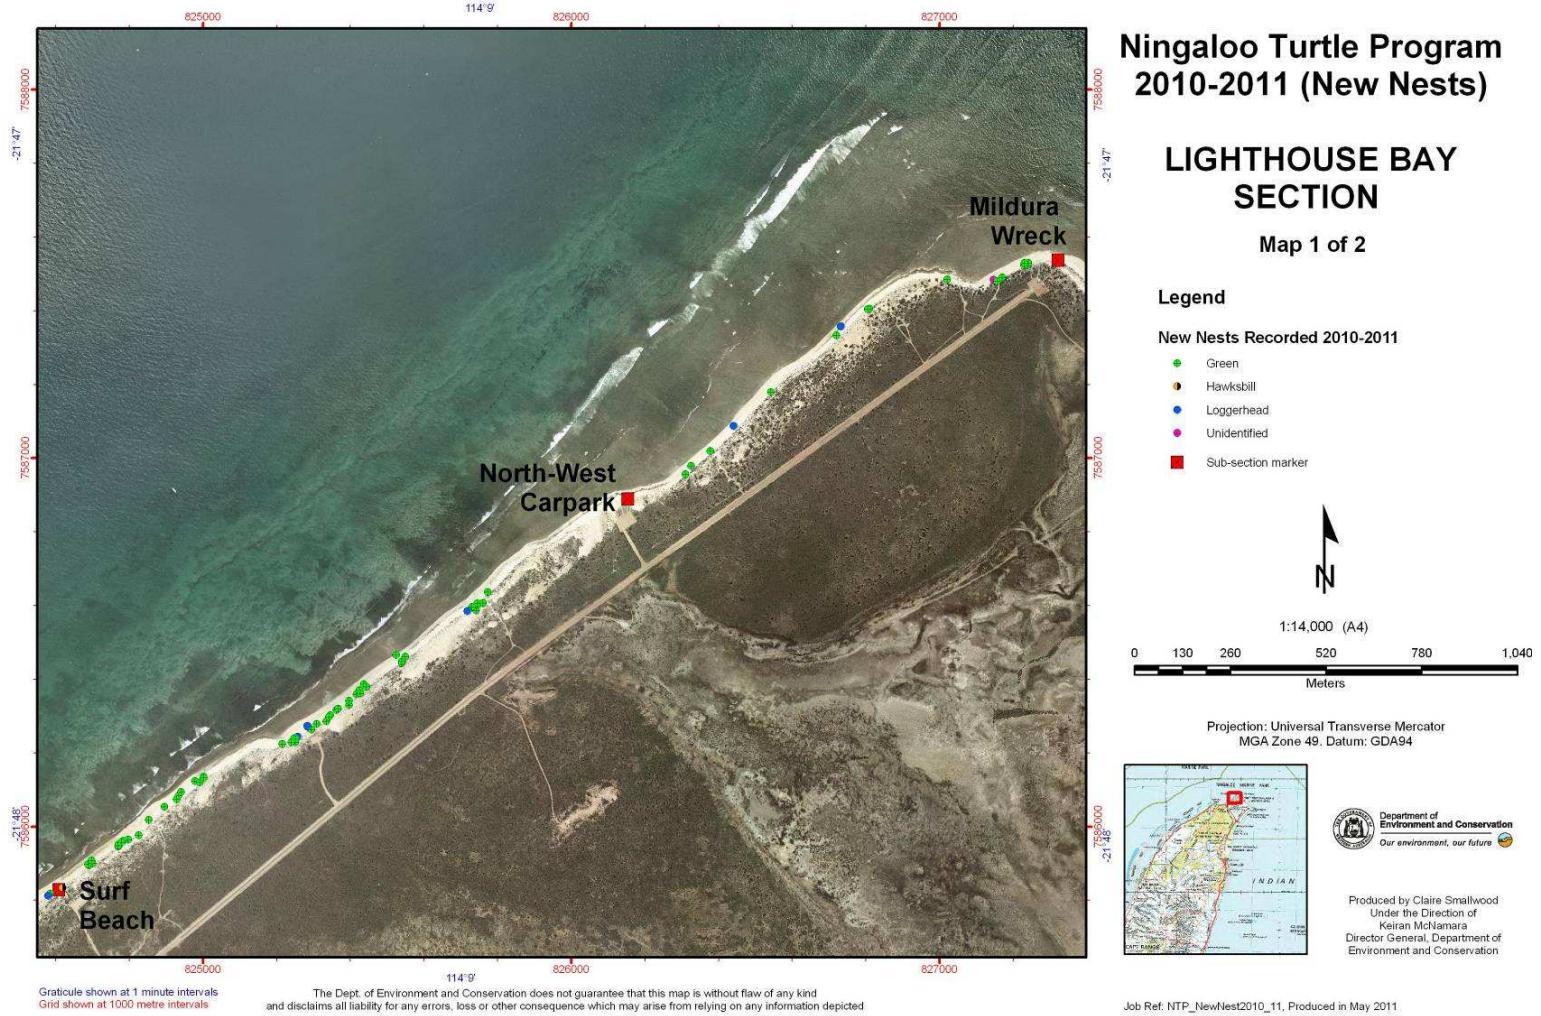 825000
114°9'
826000
827000
7588000
-21°47'
7587000
-21°48'
7586000
7588000
-21°47'
7587000
7586000
-21°48'
Mildura
Wreck
North-West
Carpark
Surf
Beach
825000
114°9'
826000
827000
Graticule shown at 1 minute intervals
Grid shown at 1000 metre intervals
The Dept. of Environment and Conservation does not guarantee that this map is without flaw of any kind
and disclaims all liability for any errors, loss or other consequence which may arise from relying on any information depicted
Ningaloo Turtle Program
2010-2011 (New Nests)
LIGHTHOUSE BAY
SECTION
Map 1 of 2
Legend
New Nests Recorded 2010-2011
Green
Hawksbill
Loggerhead
Unidentified
Sub-section marker
N
1:14,000 (A4)
0 130 260 520 780 1,040
Meters
Projection: Universal Transverse Mercator
MGA Zone 49. Datum: GDA94
INDIAN
Department of
Environment and Conservation
Our environment, our future
Produced by Claire Smallwood
Under the Direction of
Keiran McNamara
Director General, Department of
Environment and Conservation
Job Ref: NTP_NewNest2010_11, Produced in May 2011